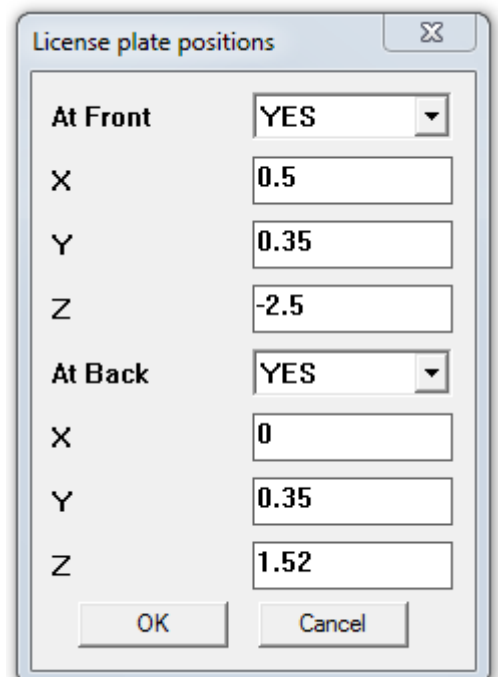 License plate positions
At Front YES
X 0.5
Y 0.35
Z -2.5
At Back YES
X 0
Y 0.35
Z 1.52
OK Cancel